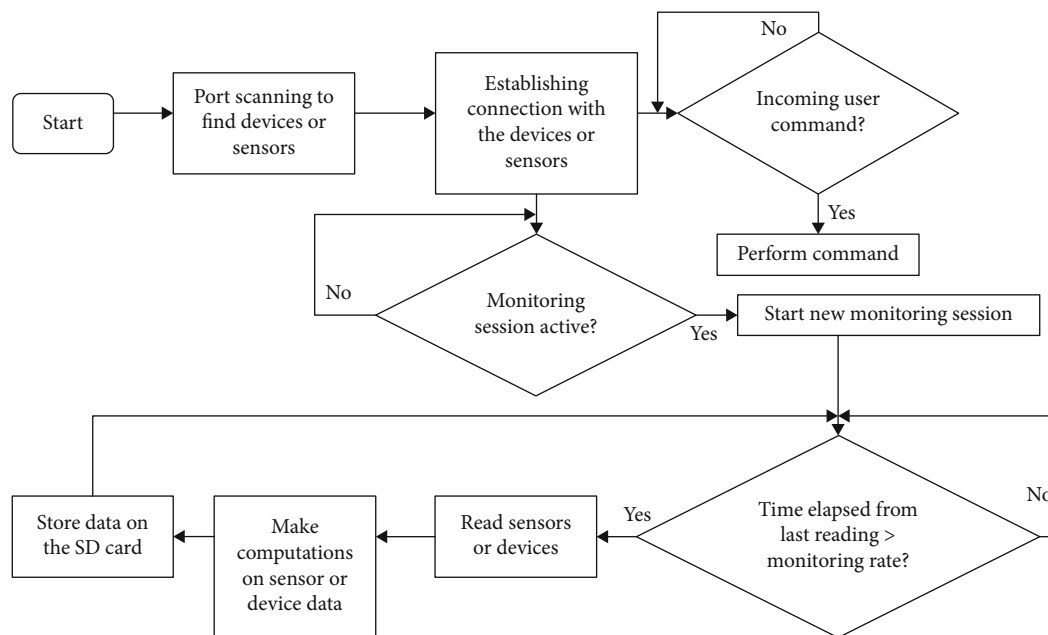 Start
Port scanning to
find devices or
sensors
Establishing
connection with
the devices or
sensors
No
Incoming user
command?
Yes
Perform command
No
Monitoring
session active?
Yes
Start new monitoring session
Time elapsed from
last reading >
monitoring rate?
No
Yes
Read sensors
or devices
Make
computations
on sensor or
device data
Store data on
the SD card